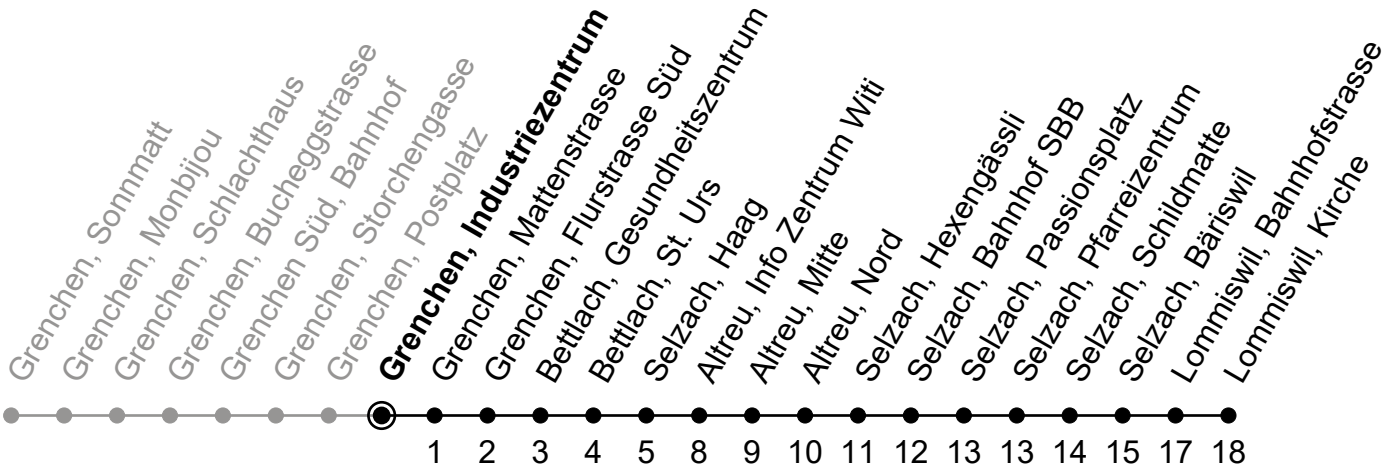 Grenchen, Sonnmatt
Grenchen, Monbijou
Grenchen, Schlachthaus
Grenchen, Bucheggstrasse
Grenchen Süd, Bahnhof
Grenchen, Storchengasse
Grenchen, Postplatz
Grenchen, Industriezentrum
Grenchen, Mattenstrasse
Grenchen, Flurstrasse Süd
Bettlach, Gesundheitszentrum
Bettlach, St. Urs
Selzach, Haag
Altreu, Info Zentrum Witi
Altreu, Mitte
Altreu, Nord
Selzach, Hexengässli
Selzach, Bahnhof SBB
Selzach, Passionsplatz
Selzach, Pfarreizentrum
Selzach, Schildmatte
Selzach, Bäriswil
Lommiswil, Bahnhofstrasse
Lommiswil, Kirche
1 2 3 4 5 8 9 10 11 12 13 13 14 15 17 18